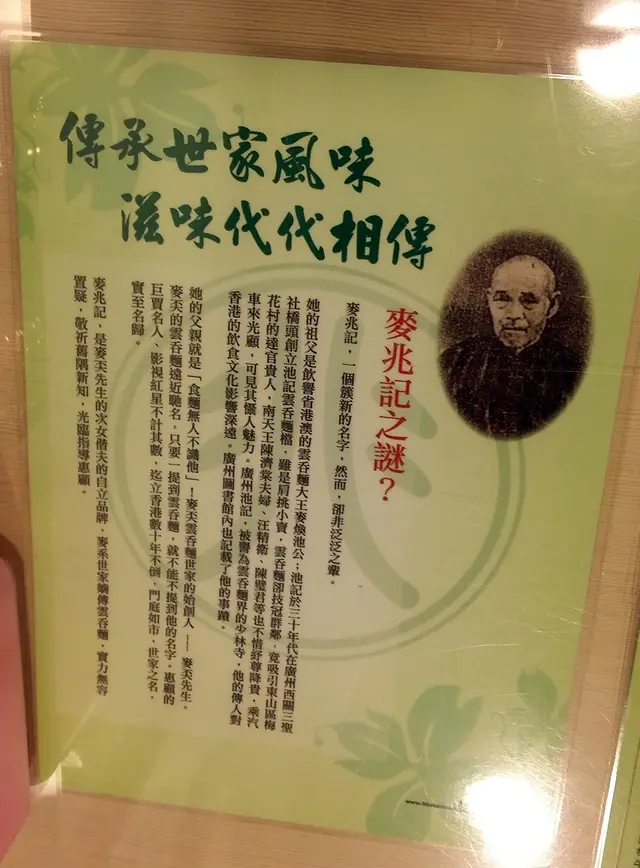 傳承世家風味
滋味代代相傳
麥兆記之謎?
麥兆記,一個簇新的名字,然而,卻非泛泛之輩。
她的祖父是飲響省港澳的雲吞麵大王麥煥池公;池記於三十年代在廣州西關三聖
社橋頭創立池記雲吞麵檔,雖是肩挑小賣,雲吞麵卻技冠群鄰,竟吸引東山區梅
花村的達官貴人,南天王陳濟棠夫婦、汪精衛、陳璧君等也不惜紆尊降貴,乘汽
車來光顧,可見其懾人魅力。廣州池記,被譽為雲吞麵界的少林寺,他的傳人對
香港的飲食文化影響深遠。廣州圖書館內也記載了他的事蹟。
她的父親就是「食麵無人不識他」!麥奀雲吞麵世家的始創人——麥奀先生。
麥奀的雲吞麵遠近馳名,只要一提到雲吞麵,就不能不提到他的名字。惠顧的
巨賈名人、影視紅星不計其數,迄立香港數十年不倒,門庭如市,世家之名,
實至名歸。
麥兆記,是麥奀先生的次女偕夫的自立品牌,麥系世家嫡傳雲吞麵,實力無容
置疑,敬祈舊隅新知,光臨指導惠顧。